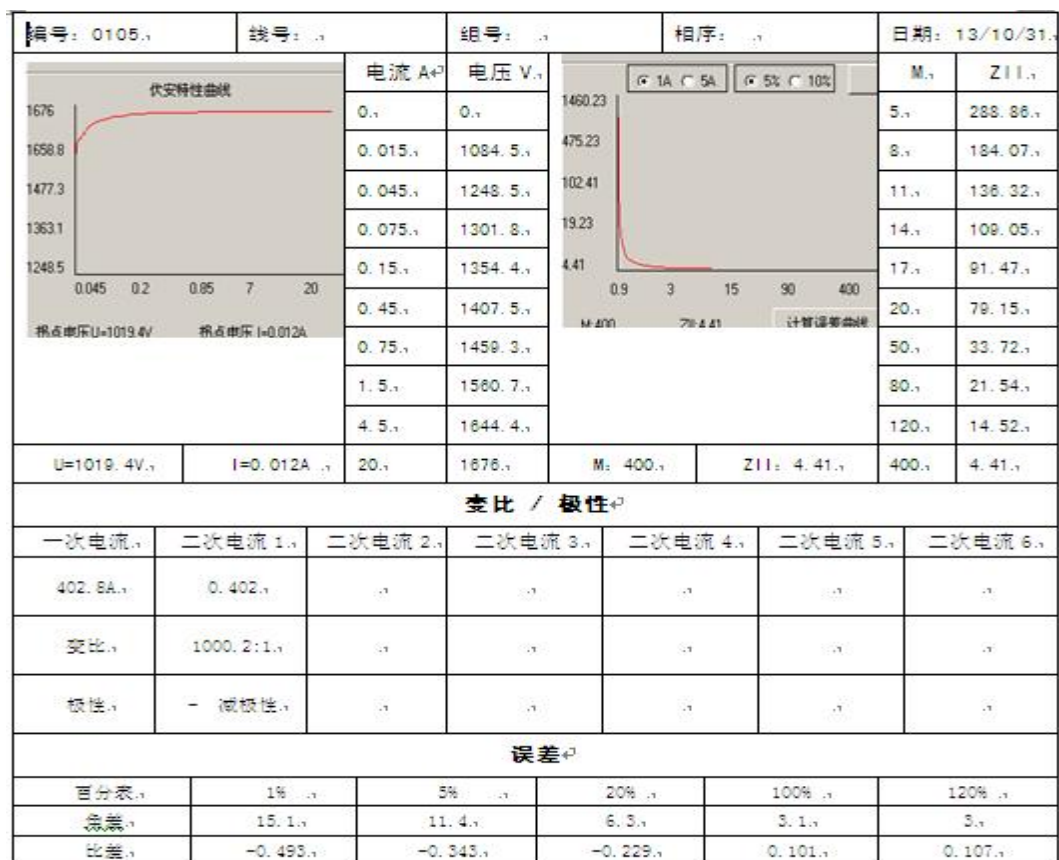 编号: 0105 线号: 组号: 相序: 日期: 13/10/31
伏安特性曲线
1676
1658.8
1477.3
1363.1
1248.5
0.045 0.2 0.85 7 20
拐点电压U=1019.4V 拐点电压 I=0.012A
电流 A 电压 V
0. 0.
0.015 1084.5
0.045 1248.5
0.075 1301.8
0.15 1354.4
0.45 1407.5
0.75 1459.3
1.5 1560.7
4.5 1644.4
1A 5A 5% 10%
1460.23
475.23
102.41
19.23
4.41
0.9 3 15 90 400
M:400 ZII:4.41 计算误差曲线
M ZII
5 288.86
8 184.07
11 136.32
14 109.05
17 91.47
20 79.15
50 33.72
80 21.54
120 14.52
U=1019.4V I=0.012A 20 1676 M: 400 ZII: 4.41 400 4.41
变比 / 极性
一次电流 二次电流 1 二次电流 2 二次电流 3 二次电流 4 二次电流 5 二次电流 6
402.8A 0.402
变比 1000.2:1
极性 - 减极性
误差
百分表 1% 5% 20% 100% 120%
角差 15.1 11.4 6.3 3.1 3
比差 -0.493 -0.343 -0.229 0.101 0.107